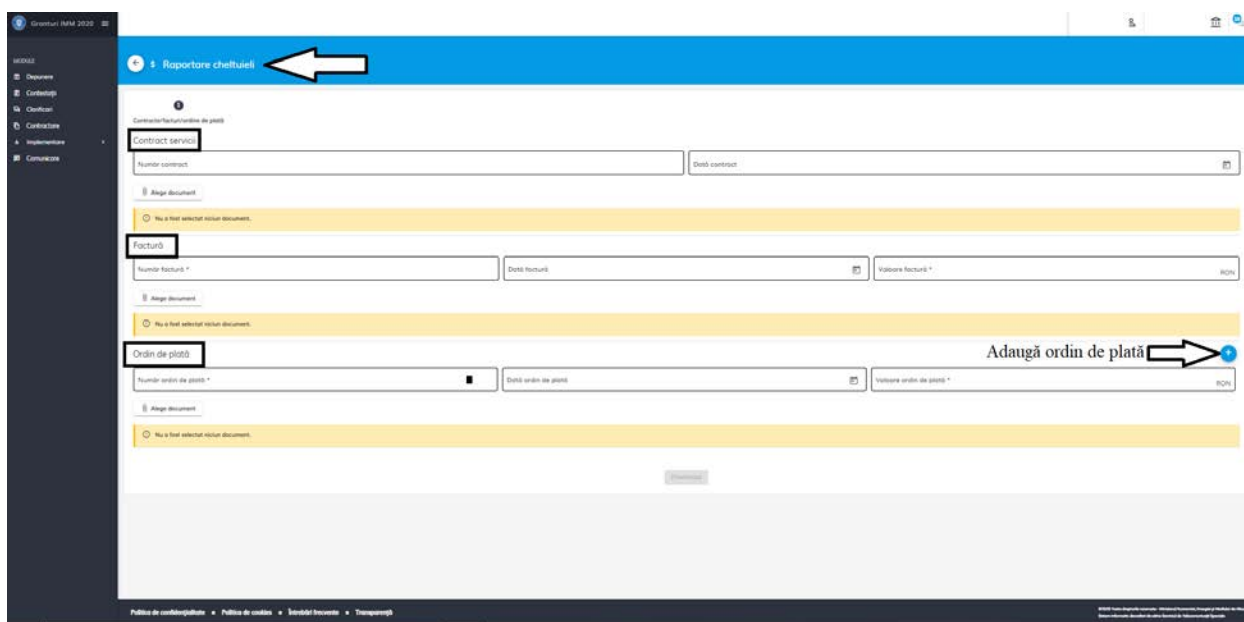 Granturi IMM 2020
MODULE
Depunere
Contestații
Clarificari
Contractare
Implementare
Comunicare
$ Raportare cheltuieli
1
Contracte/facturi/ordine de plată
Contract servicii
Număr contract
Dată contract
Alege document
Nu a fost selectat niciun document.
Factură
Număr factură *
Dată factură
Valoare factură *
RON
Alege document
Nu a fost selectat niciun document.
Ordin de plată
Adaugă ordin de plată
+
Număr ordin de plată *
Dată ordin de plată
Valoare ordin de plată *
RON
Alege document
Nu a fost selectat niciun document.
Politica de confidențialitate • Politica de cookies • Întrebări frecvente • Transparență